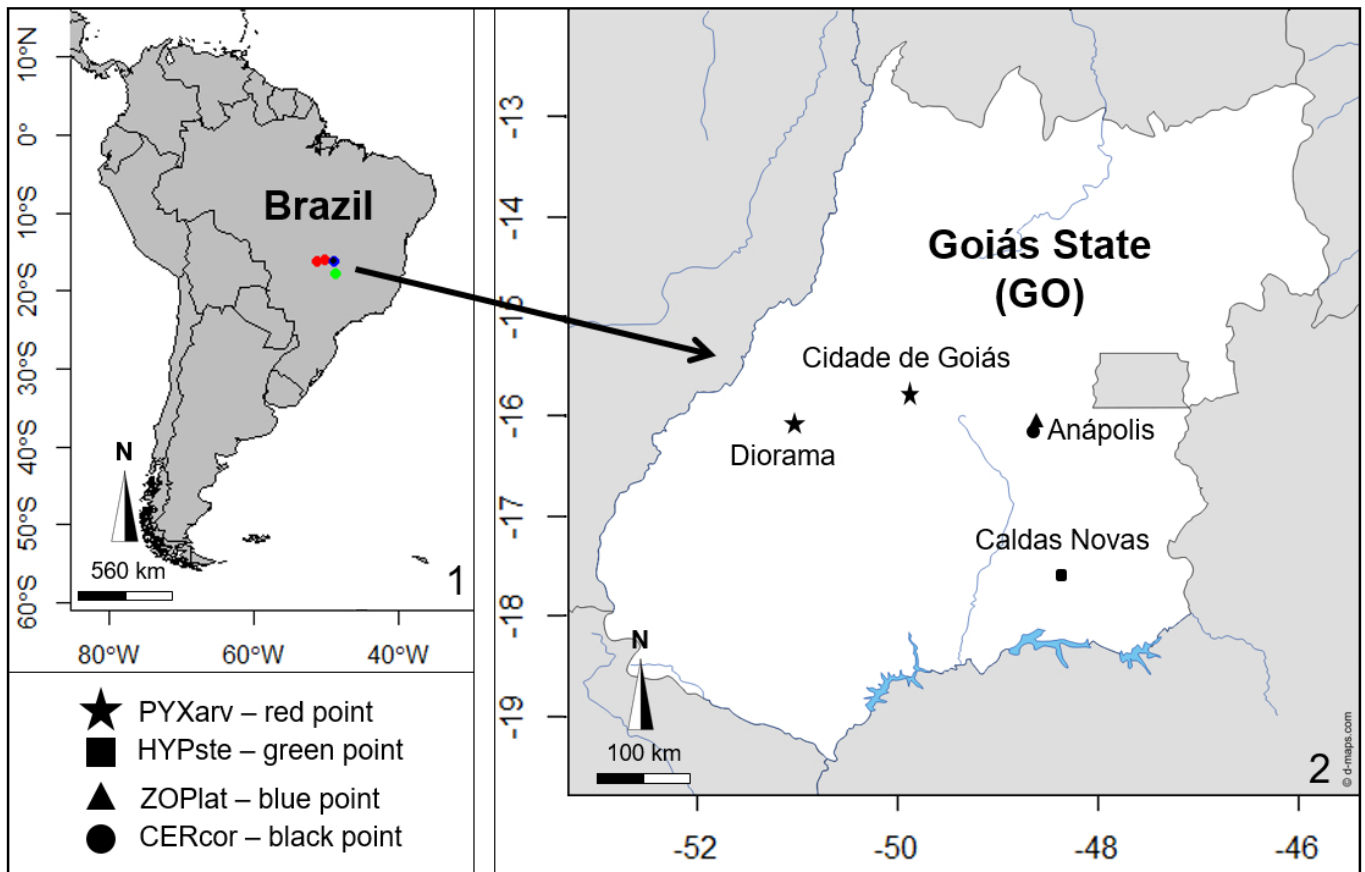 10°N
0°
10°S
20°S
30°S
40°S
50°S
60°S
Brazil
N
560 km
1
80°W
60°W
40°W
PYXarv – red point
HYPste – green point
ZOPlat – blue point
CERcor – black point
-13
-14
-15
-16
-17
-18
-19
Goiás State
(GO)
Cidade de Goiás
Diorama
Anápolis
Caldas Novas
N
100 km
2
© d-maps.com
-52
-50
-48
-46